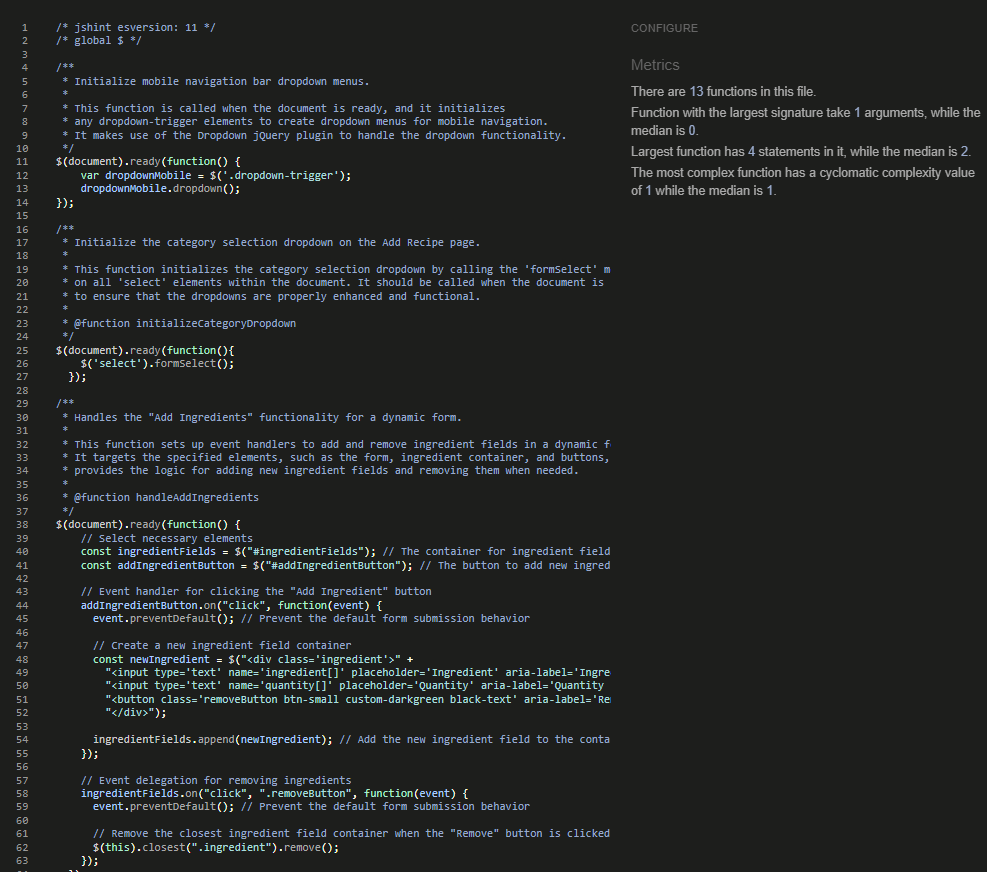 1 /* jshint esversion: 11 */
2 /* global $ */
3
4 /**
5 * Initialize mobile navigation bar dropdown menus.
6 *
7 * This function is called when the document is ready, and it initializes
8 * any dropdown-trigger elements to create dropdown menus for mobile navigation.
9 * It makes use of the Dropdown jQuery plugin to handle the dropdown functionality.
10 */
11 $(document).ready(function() {
12 var dropdownMobile = $('.dropdown-trigger');
13 dropdownMobile.dropdown();
14 });
15
16 /**
17 * Initialize the category selection dropdown on the Add Recipe page.
18 *
19 * This function initializes the category selection dropdown by calling the 'formSelect' m
20 * on all 'select' elements within the document. It should be called when the document is
21 * to ensure that the dropdowns are properly enhanced and functional.
22 *
23 * @function initializeCategoryDropdown
24 */
25 $(document).ready(function(){
26 $('select').formSelect();
27 });
28
29 /**
30 * Handles the "Add Ingredients" functionality for a dynamic form.
31 *
32 * This function sets up event handlers to add and remove ingredient fields in a dynamic f
33 * It targets the specified elements, such as the form, ingredient container, and buttons,
34 * provides the logic for adding new ingredient fields and removing them when needed.
35 *
36 * @function handleAddIngredients
37 */
38 $(document).ready(function() {
39 // Select necessary elements
40 const ingredientFields = $("#ingredientFields"); // The container for ingredient field
41 const addIngredientButton = $("#addIngredientButton"); // The button to add new ingred
42
43 // Event handler for clicking the "Add Ingredient" button
44 addIngredientButton.on("click", function(event) {
45 event.preventDefault(); // Prevent the default form submission behavior
46
47 // Create a new ingredient field container
48 const newIngredient = $("<div class='ingredient'>" +
49 "<input type='text' name='ingredient[]' placeholder='Ingredient' aria-label='Ingre
50 "<input type='text' name='quantity[]' placeholder='Quantity' aria-label='Quantity
51 "<button class='removeButton btn-small custom-darkgreen black-text' aria-label='Re
52 "</div>");
53
54 ingredientFields.append(newIngredient); // Add the new ingredient field to the conta
55 });
56
57 // Event delegation for removing ingredients
58 ingredientFields.on("click", ".removeButton", function(event) {
59 event.preventDefault(); // Prevent the default form submission behavior
60
61 // Remove the closest ingredient field container when the "Remove" button is clicked
62 $(this).closest(".ingredient").remove();
63 });
CONFIGURE
Metrics
There are 13 functions in this file.
Function with the largest signature take 1 arguments, while the
median is 0.
Largest function has 4 statements in it, while the median is 2.
The most complex function has a cyclomatic complexity value
of 1 while the median is 1.